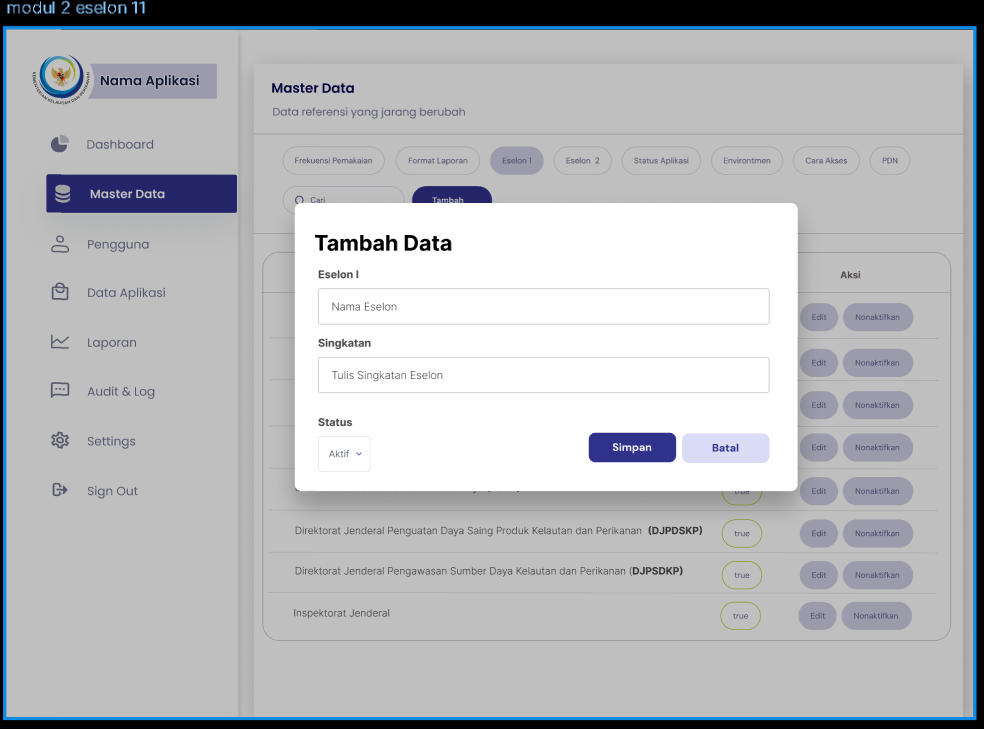 modul 2 eselon 11
Nama Aplikasi
Dashboard
Master Data
Pengguna
Data Aplikasi
Laporan
Audit & Log
Settings
Sign Out
Master Data
Data referensi yang jarang berubah
Frekuensi Pemakaian Format Laporan Eselon 1 Eselon 2 Status Aplikasi Environtmen Cara Akses PDN
Cari Tambah
Aksi
Tambah Data
Eselon I
Nama Eselon
Singkatan
Tulis Singkatan Eselon
Status
Aktif Simpan Batal
Edit Nonaktifkan
Edit Nonaktifkan
Edit Nonaktifkan
Edit Nonaktifkan
true Edit Nonaktifkan
Direktorat Jenderal Penguatan Daya Saing Produk Kelautan dan Perikanan (DJPDSKP) true Edit Nonaktifkan
Direktorat Jenderal Pengawasan Sumber Daya Kelautan dan Perikanan (DJPSDKP) true Edit Nonaktifkan
Inspektorat Jenderal true Edit Nonaktifkan